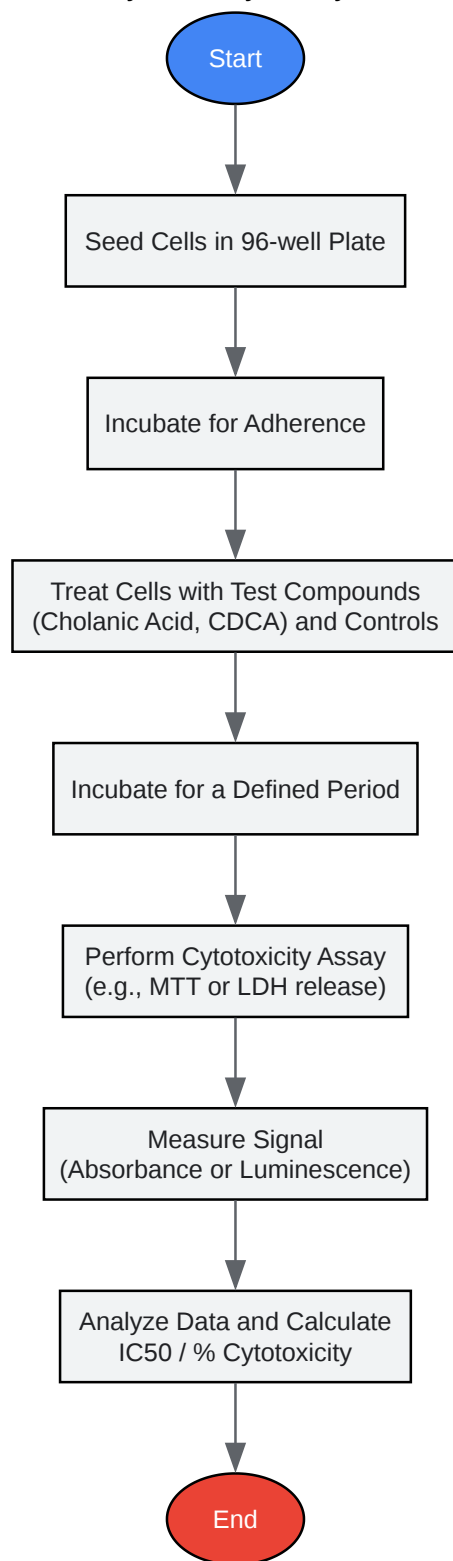 Start
Seed Cells in 96-well Plate
Incubate for Adherence
Treat Cells with Test Compounds
(Cholanic Acid, CDCA) and Controls
Incubate for a Defined Period
Perform Cytotoxicity Assay
(e.g., MTT or LDH release)
Measure Signal
(Absorbance or Luminescence)
Analyze Data and Calculate
IC50 / % Cytotoxicity
End